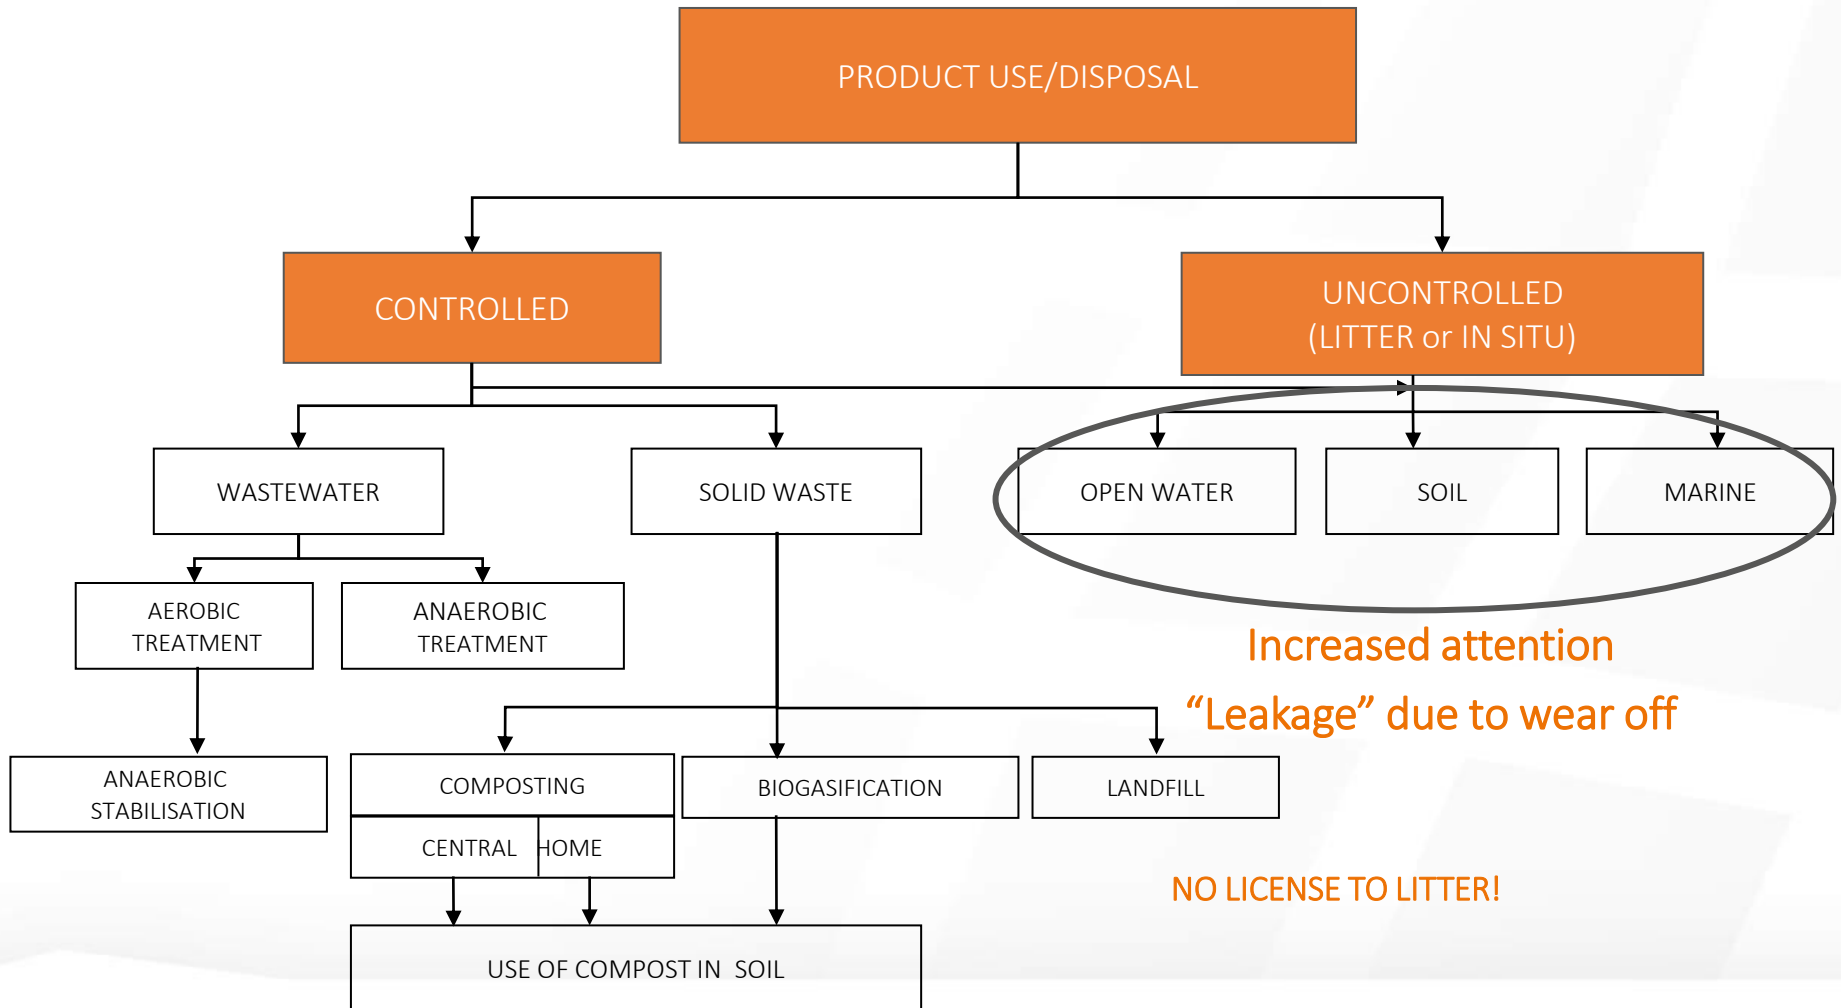 PRODUCT USE/DISPOSAL
CONTROLLED
UNCONTROLLED
(LITTER or IN SITU)
WASTEWATER
SOLID WASTE
OPEN WATER
SOIL
MARINE
AEROBIC
TREATMENT
ANAEROBIC
TREATMENT
Increased attention
“Leakage” due to wear off
ANAEROBIC
STABILISATION
COMPOSTING
BIOGASIFICATION
LANDFILL
CENTRAL
HOME
NO LICENSE TO LITTER!
USE OF COMPOST IN SOIL